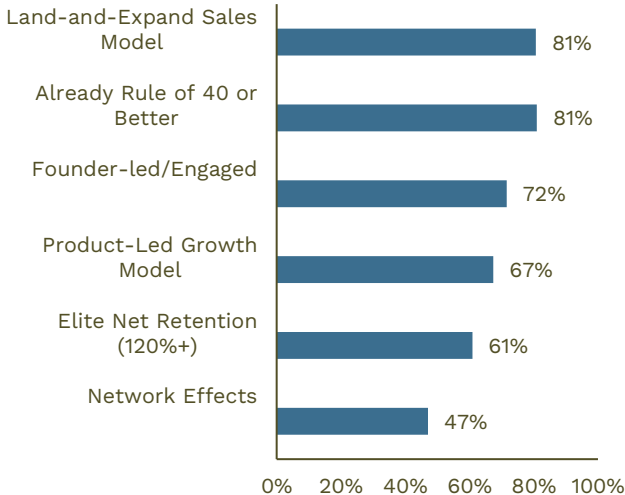 Land-and-Expand Sales
Model
81%
Already Rule of 40 or
Better
81%
Founder-led/Engaged
72%
Product-Led Growth
Model
67%
Elite Net Retention
(120%+)
61%
Network Effects
47%
0% 20% 40% 60% 80% 100%